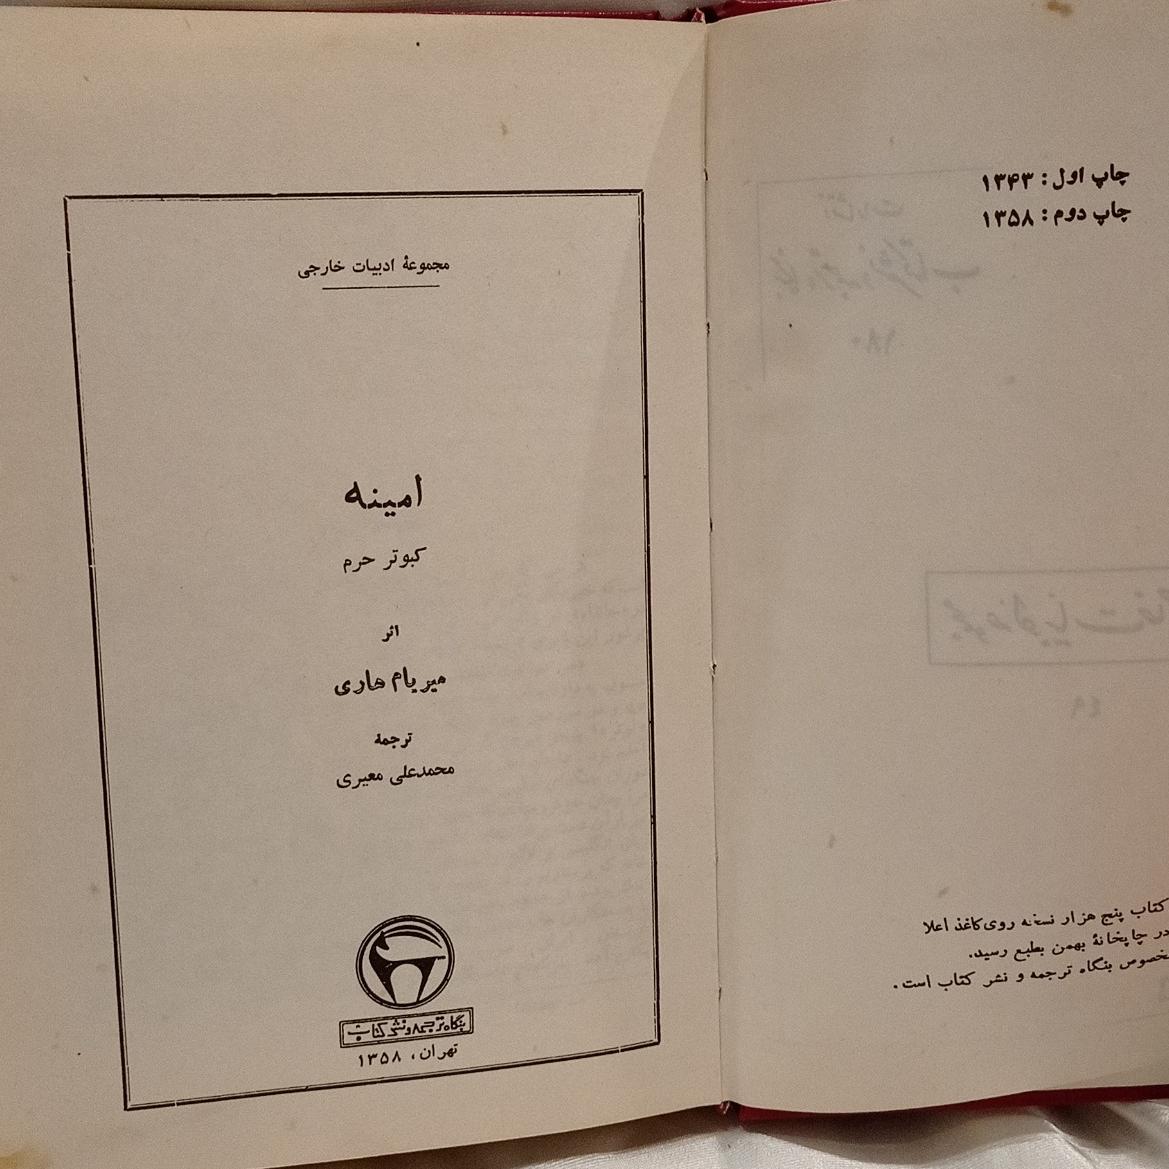 چاپ اول: ۱۳۴۳
چاپ دوم: ۱۳۵۸
کتاب پنج هزار نسخه روی کاغذ اعلا
در چاپخانهٔ بهمن بطبع رسید.
بنگاه ترجمه و نشر کتاب است.
مجموعهٔ ادبیات خارجی
امینه
کبوتر حرم
اثر
میریام هاری
ترجمهٔ
محمدعلی معیری
بنگاه ترجمه و نشر کتاب
تهران، ۱۳۵۸